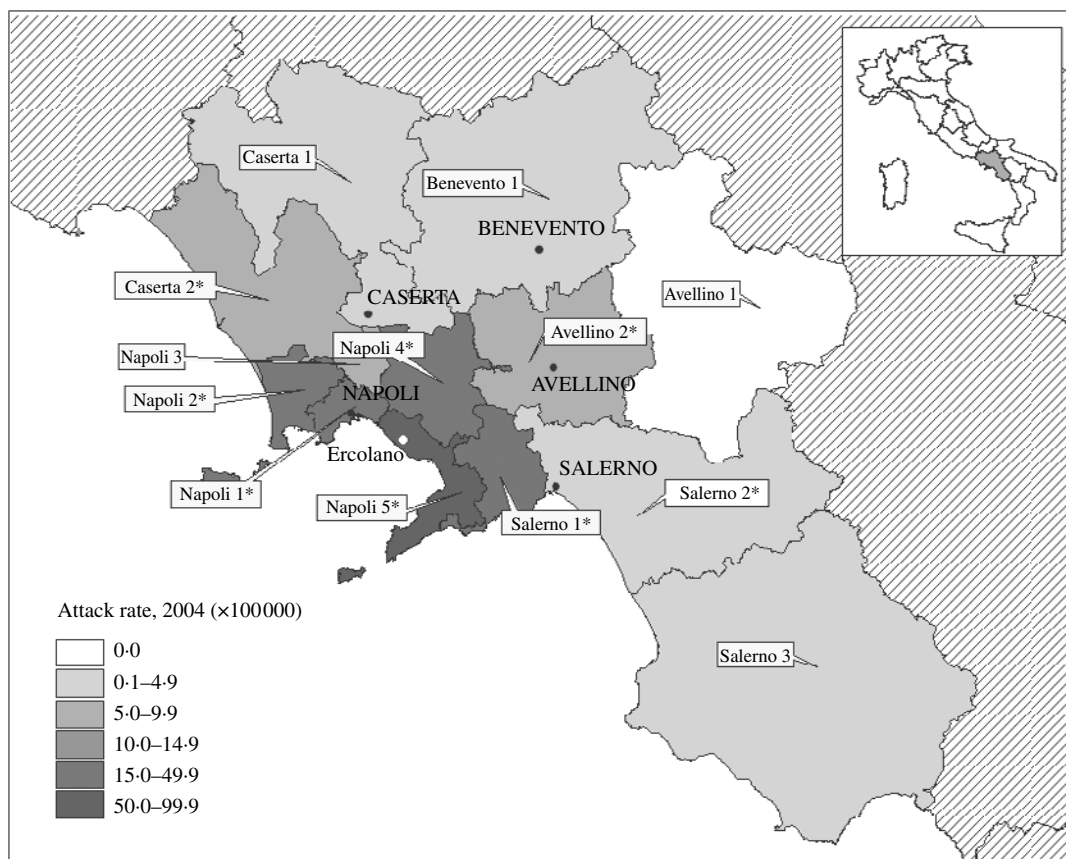 Caserta 1
Benevento 1
BENEVENTO
Caserta 2*
CASERTA
Avellino 1
Napoli 3
Napoli 4*
Avellino 2*
Napoli 2*
NAPOLI
AVELLINO
Ercolano
SALERNO
Napoli 1*
Napoli 5*
Salerno 1*
Salerno 2*
Salerno 3
Attack rate, 2004 (×100000)
0·0
0·1–4·9
5·0–9·9
10·0–14·9
15·0–49·9
50·0–99·9